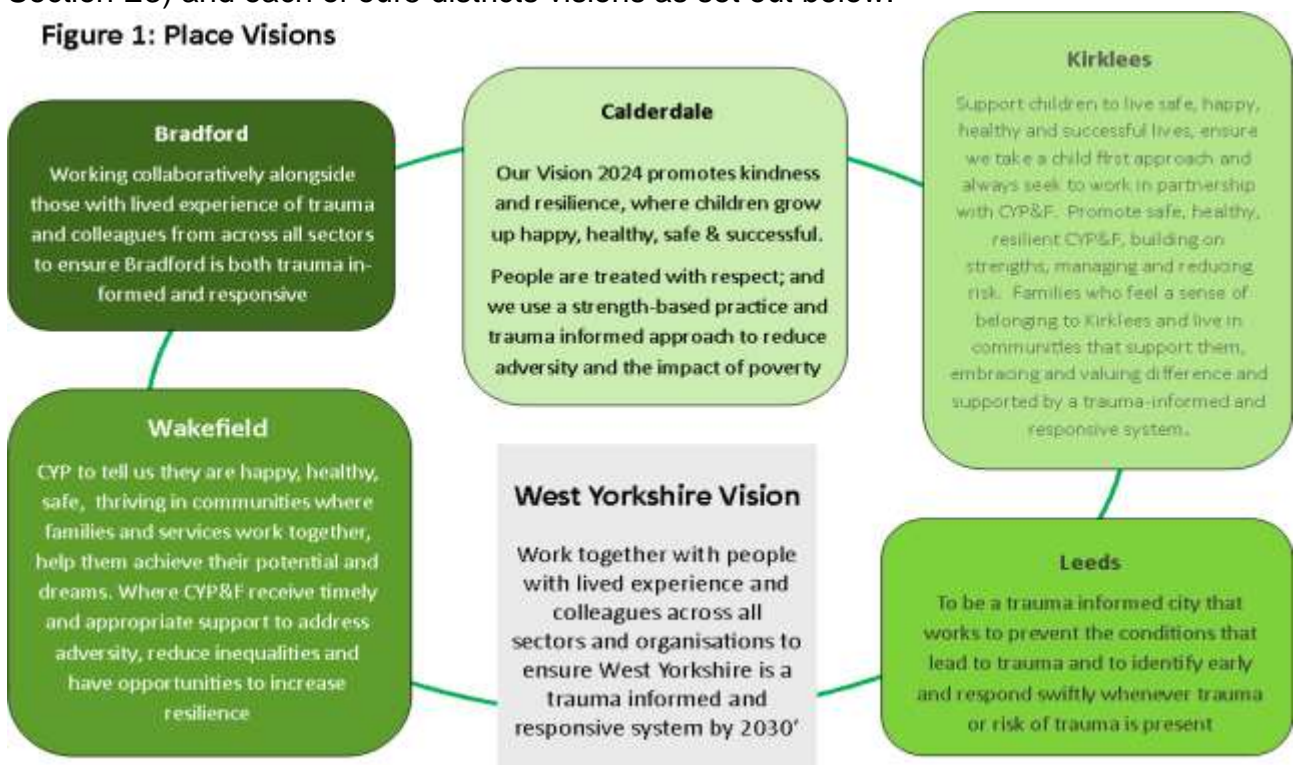 Figure 1: Place Visions
Bradford
Working collaboratively alongside
those with lived experience of trauma
and colleagues from across all sectors
to ensure Bradford is both trauma in-
formed and responsive
Calderdale
Our Vision 2024 promotes kindness
and resilience, where children grow
up happy, healthy, safe & successful.
People are treated with respect; and
we use a strength-based practice and
trauma informed approach to reduce
adversity and the impact of poverty
Kirklees
Support children to live safe, happy,
healthy and successful lives, ensure
we take a child first approach and
always seek to work in partnership
with CYP&F. Promote safe, healthy,
resilient CYP&F, building on
strengths, managing and reducing
risk. Families who feel a sense of
belonging to Kirklees and live in
communities that support them,
embracing and valuing difference and
supported by a trauma-informed and
responsive system.
Wakefield
CYP to tell us they are happy, healthy,
safe, thriving in communities where
families and services work together,
help them achieve their potential and
dreams. Where CYP&F receive timely
and appropriate support to address
adversity, reduce inequalities and
have opportunities to increase
resilience
West Yorkshire Vision
Work together with people
with lived experience and
colleagues across all
sectors and organisations to
ensure West Yorkshire is a
trauma informed and
responsive system by 2030'
Leeds
To be a trauma informed city that
works to prevent the conditions that
lead to trauma and to identify early
and respond swiftly whenever trauma
or risk of trauma is present